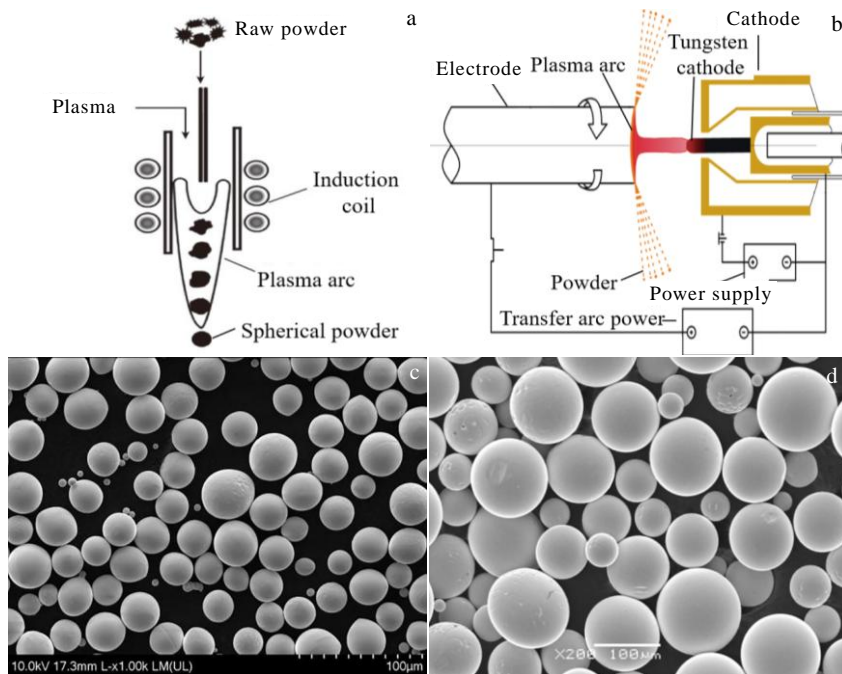 a
Raw powder
Plasma
Induction
coil
Plasma arc
Spherical powder
b
Cathode
Tungsten
cathode
Plasma arc
Electrode
Powder
Power supply
Transfer arc power
c
10.0kV 17.3mm L-x1.00k LM(UL)
100μm
d
X200 100μm